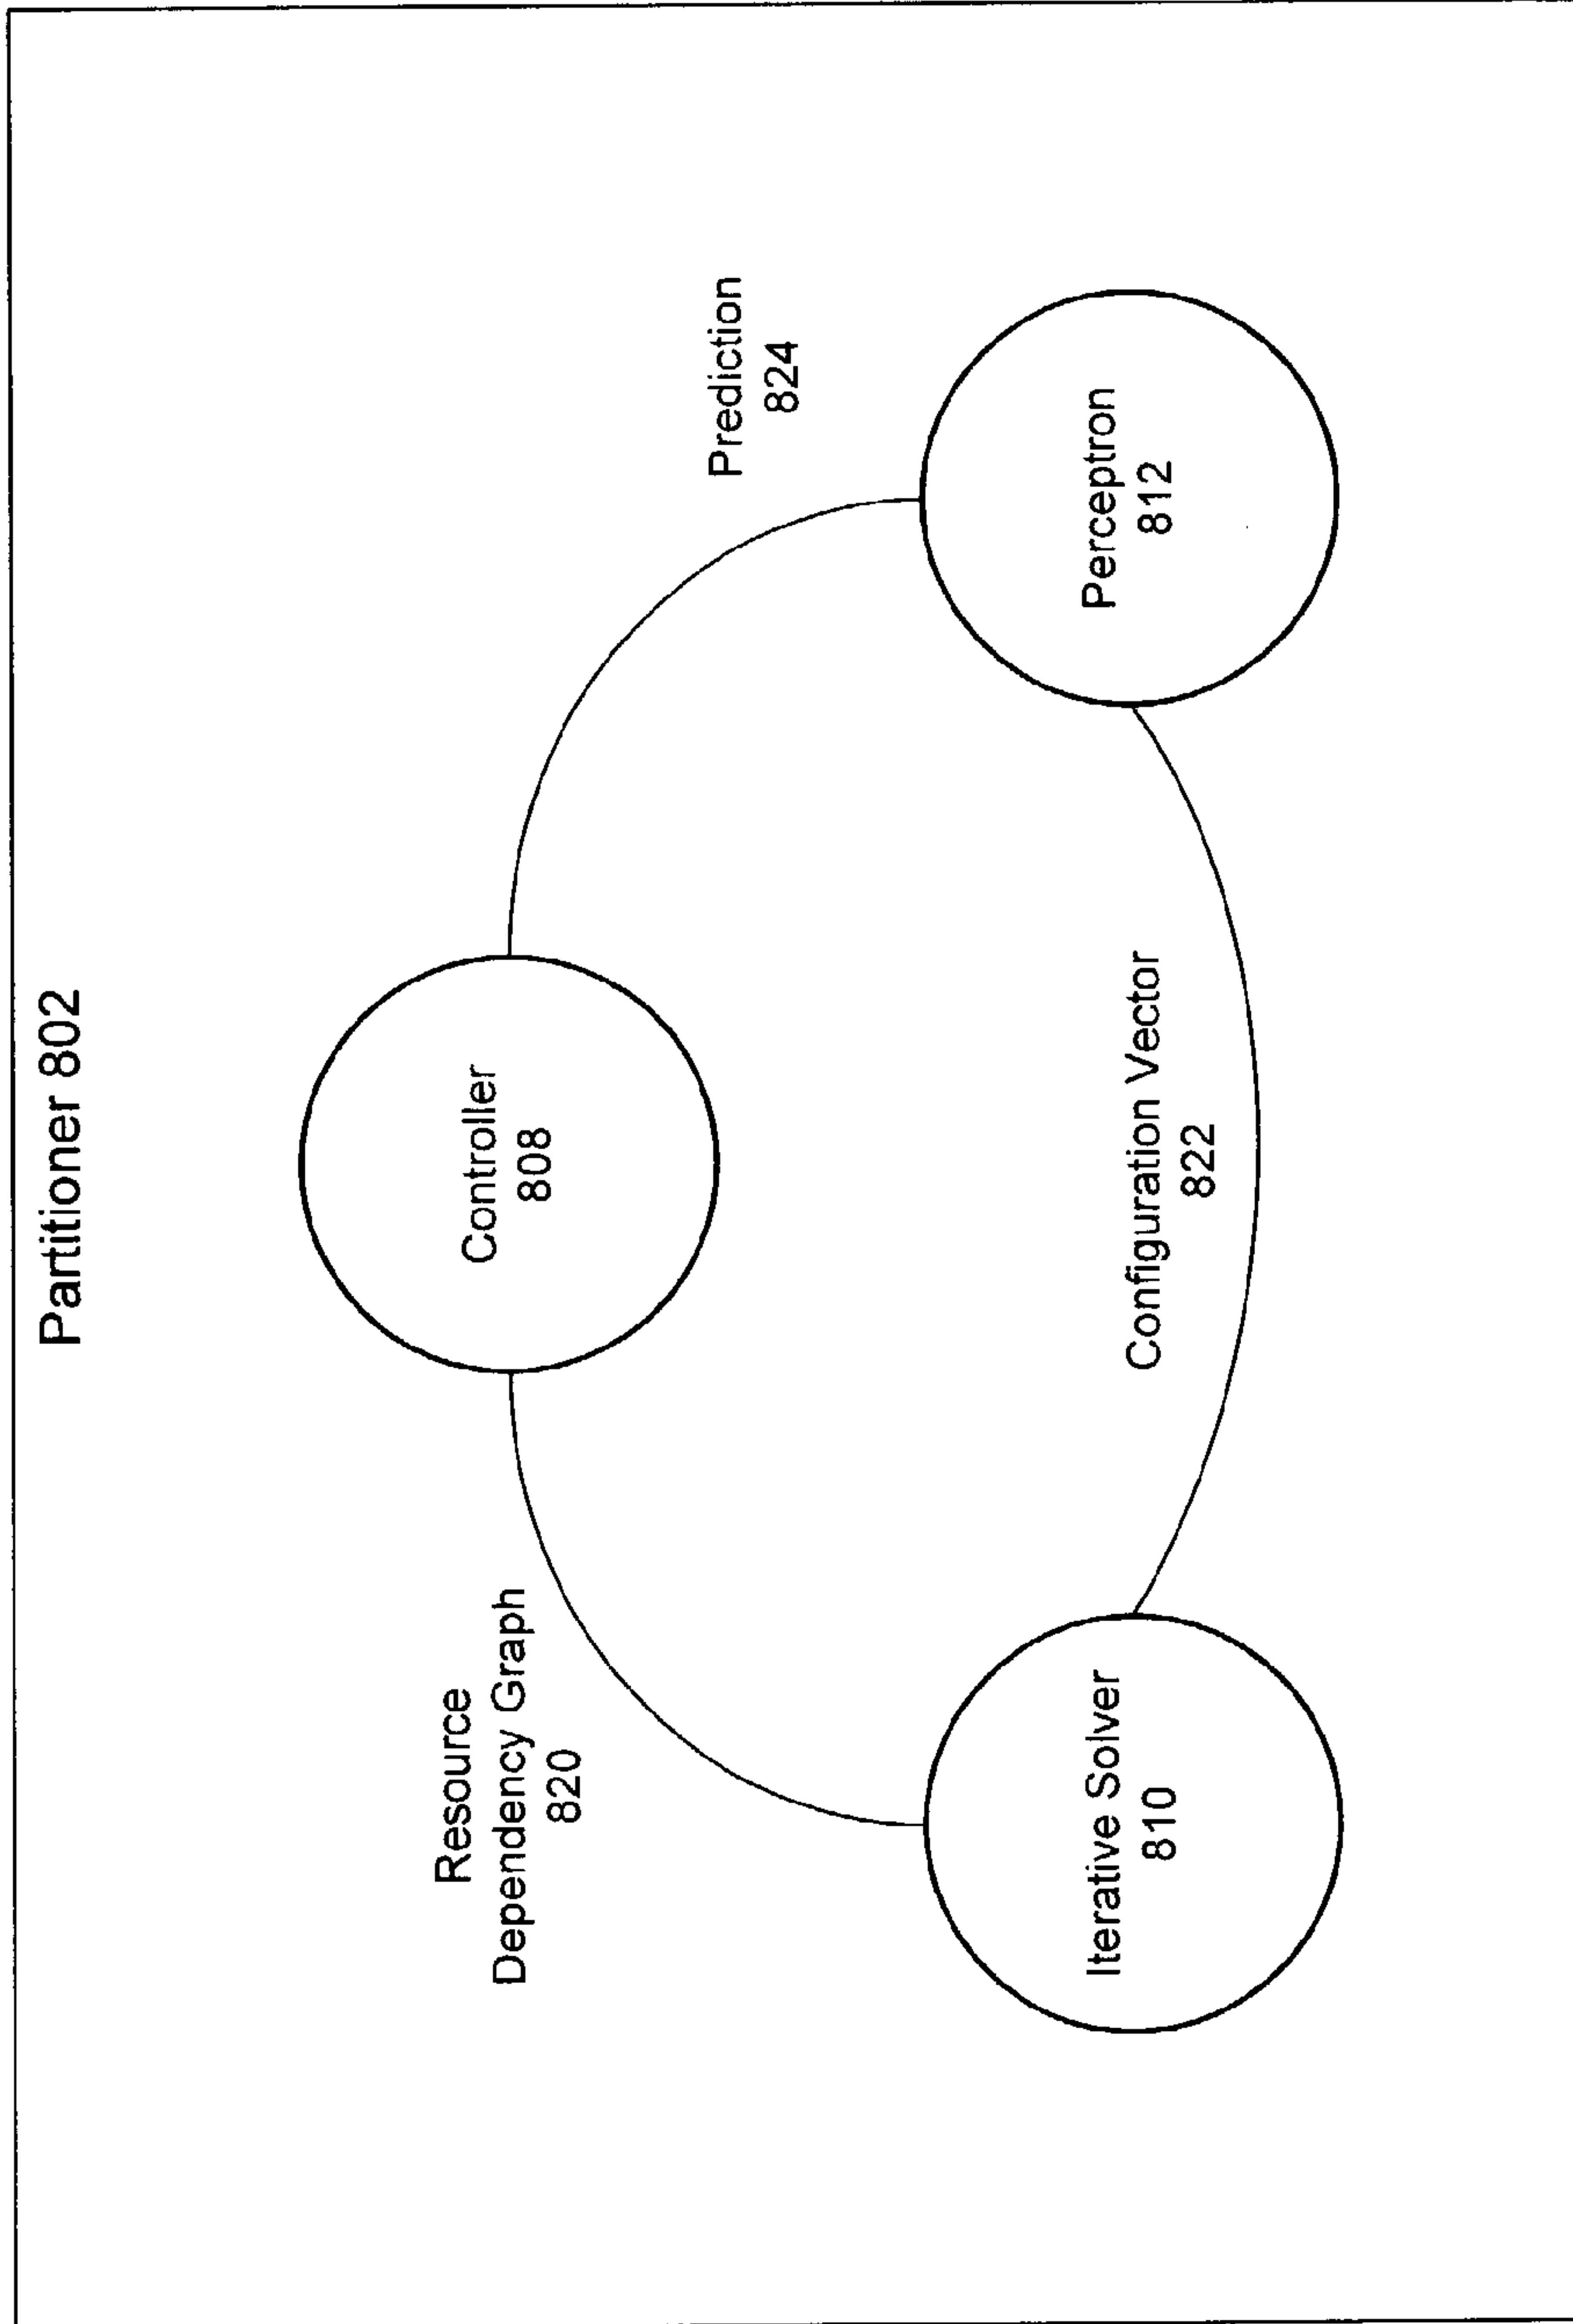 Partitioner 802
Controller
808
Resource
Dependency Graph
820
Prediction
824
Iterative Solver
810
Configuration Vector
822
Perceptron
812